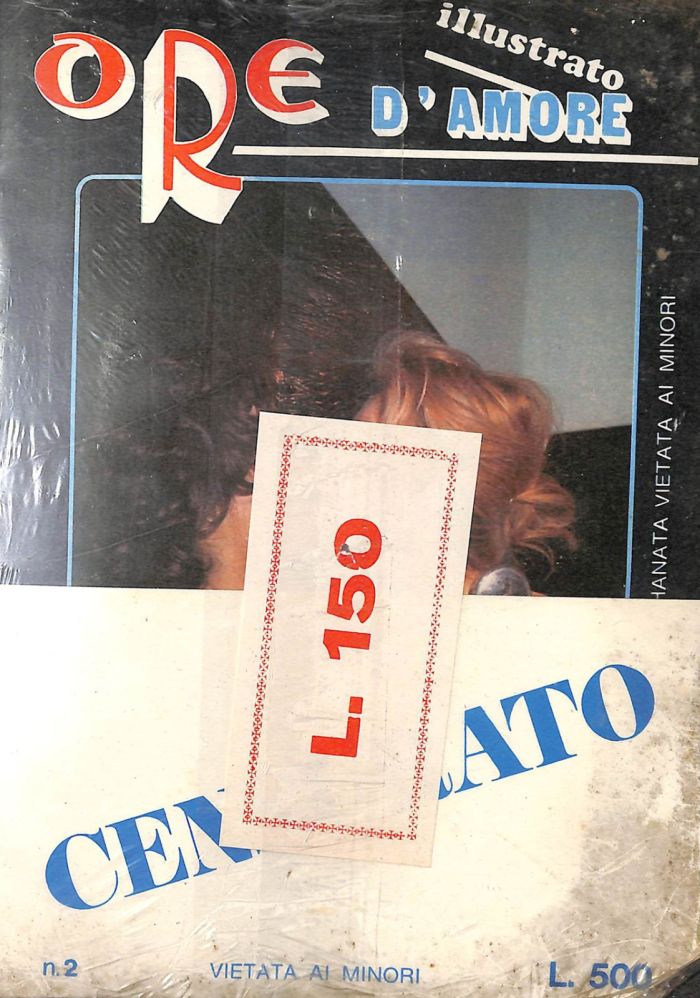 ORE
illustrato
D'AMORE
HANATA VIETATA AI MINORI
L. 150
CEN ATO
n.2
VIETATA AI MINORI
L. 500